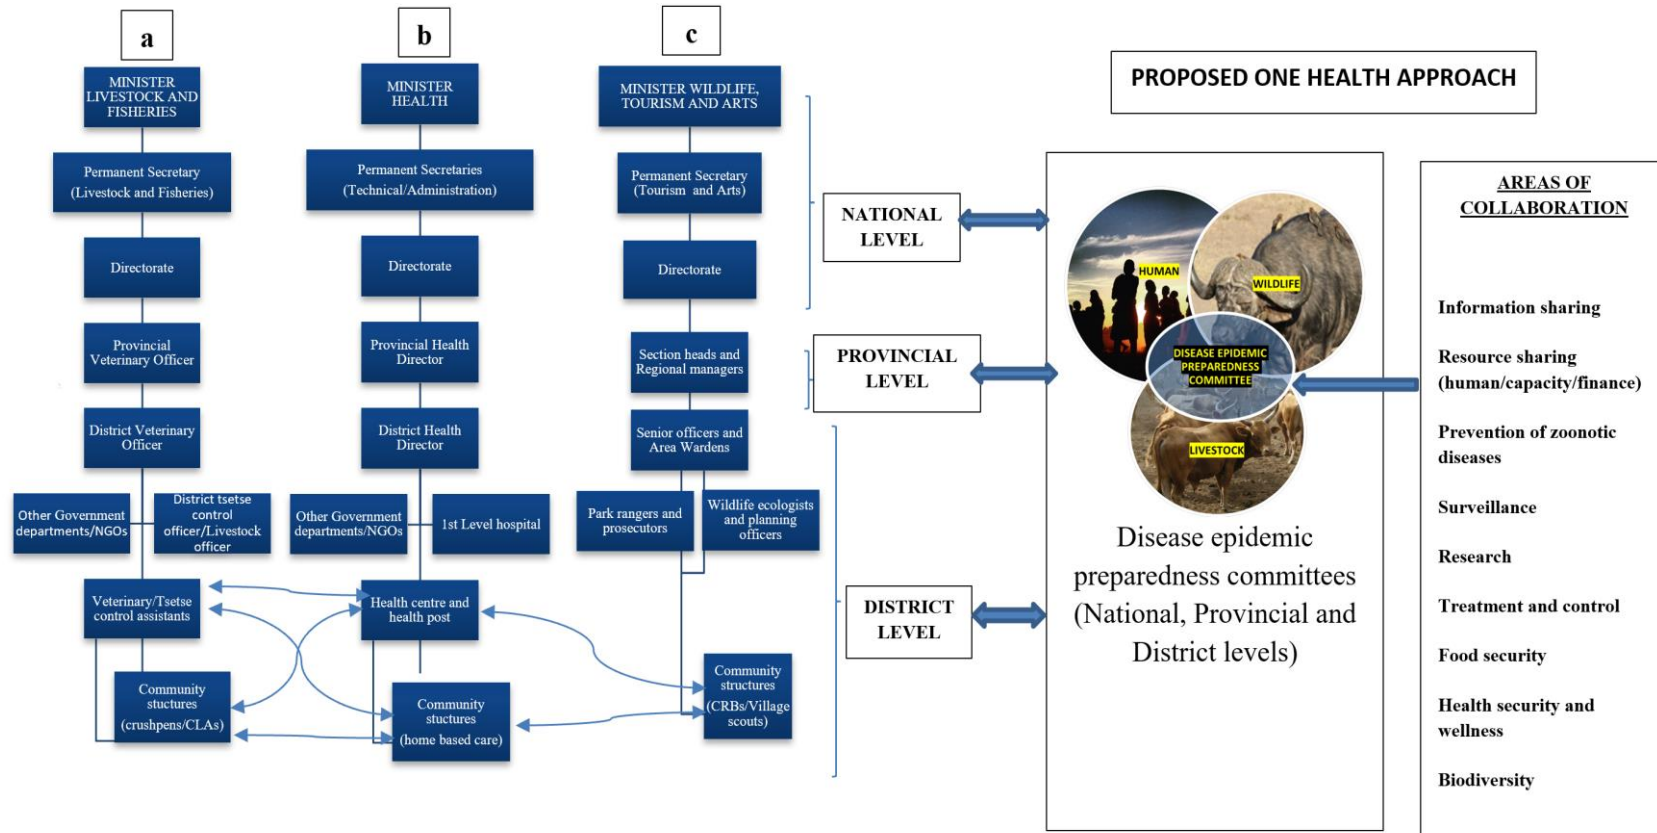 a
MINISTER
LIVESTOCK AND
FISHERIES
Permanent Secretary
(Livestock and Fisheries)
Directorate
Provincial
Veterinary Officer
District Veterinary
Officer
Other Government
departments/NGOs
District tsetse
control
officer/Livestock
officer
Veterinary/Tsetse
control assistants
Community
stuctures
(crushpens/CLAs)
b
MINISTER
HEALTH
Permanent Secretaries
(Technical/Administration)
Directorate
Provincial Health
Director
District Health
Director
Other Government
departments/NGOs
1st Level hospital
Health centre and
health post
Community
stuctures
(home based care)
c
MINISTER WILDLIFE,
TOURISM AND ARTS
Permanent Secretary
(Tourism and Arts)
Directorate
Section heads and
Regional managers
Senior officers and
Area Wardens
Park rangers and
prosecutors
Wildlife ecologists
and planning
officers
Community
structures
(CRBs/Village
scouts)
NATIONAL
LEVEL
PROVINCIAL
LEVEL
DISTRICT
LEVEL
PROPOSED ONE HEALTH APPROACH
HUMAN
WILDLIFE
DISEASE EPIDEMIC
PREPAREDNESS
COMMITTEE
LIVESTOCK
Disease epidemic
preparedness committees
(National, Provincial and
District levels)
AREAS OF
COLLABORATION
Information sharing
Resource sharing
(human/capacity/finance)
Prevention of zoonotic
diseases
Surveillance
Research
Treatment and control
Food security
Health security and
wellness
Biodiversity